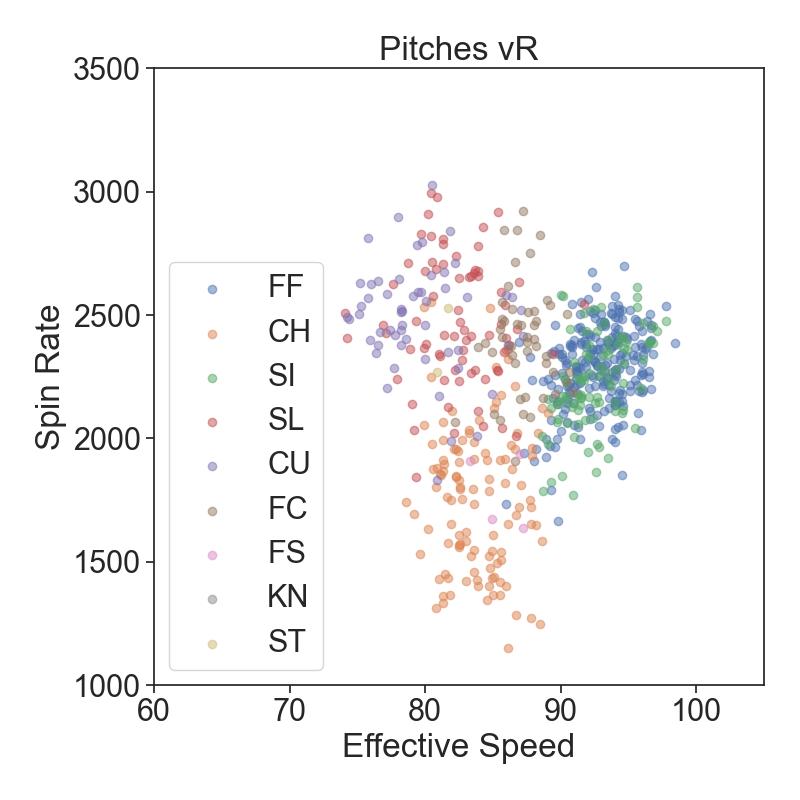 Pitches vR
3500
3000
2500
2000
1500
1000
Spin Rate
FF
CH
SI
SL
CU
FC
FS
KN
ST
60 70 80 90 100
Effective Speed